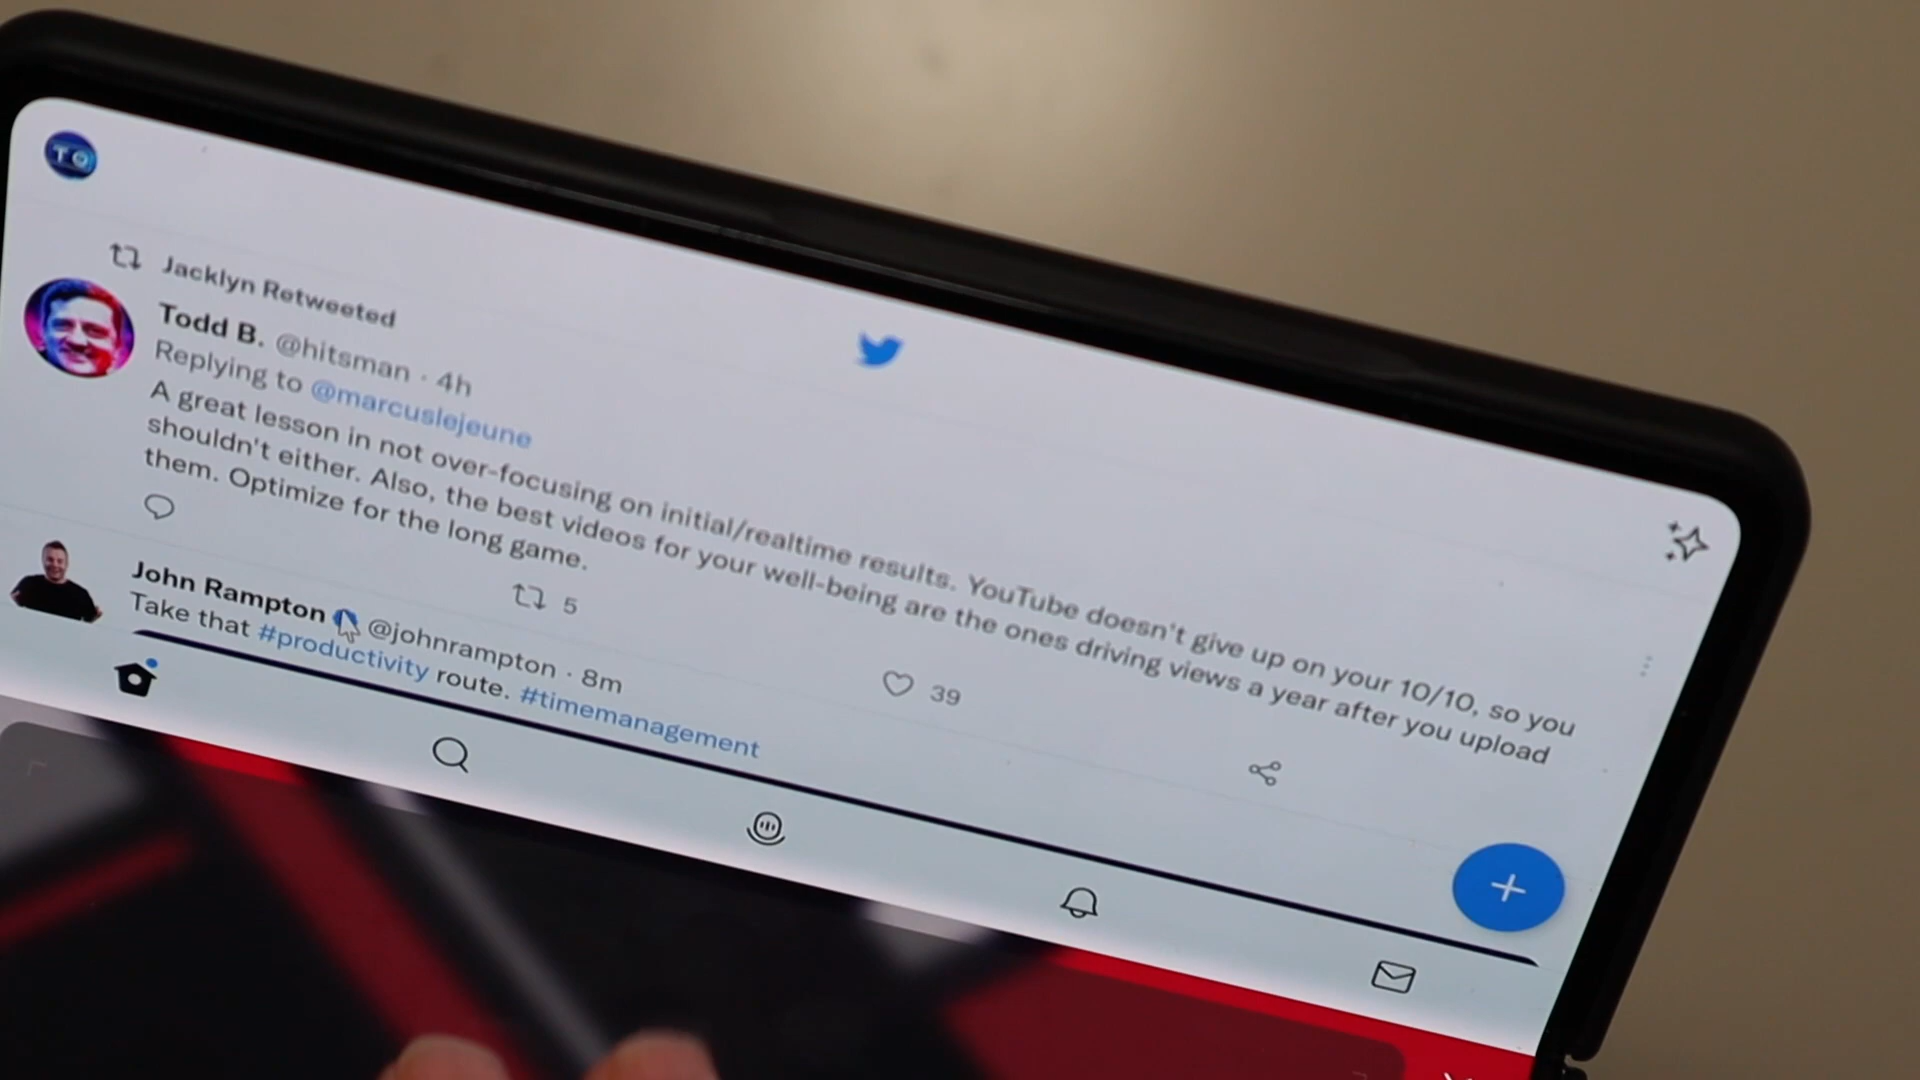 TO
Jacklyn Retweeted
Todd B. @hitsman · 4h
Replying to @marcuslejeune
A great lesson in not over-focusing on initial/realtime results. YouTube doesn't give up on your 10/10, so you
shouldn't either. Also, the best videos for your well-being are the ones driving views a year after you upload
them. Optimize for the long game.
5
39
John Rampton @johnrampton · 8m
Take that #productivity route. #timemanagement